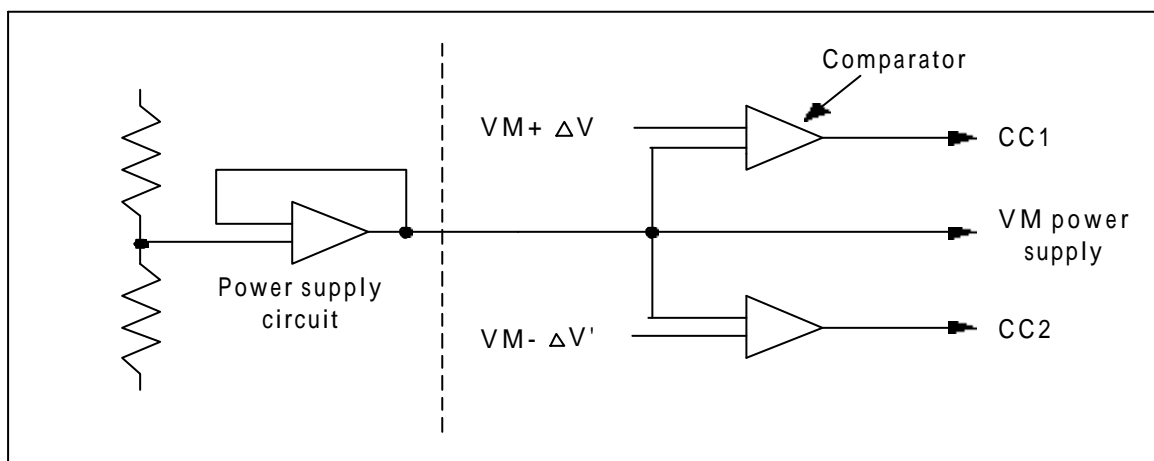 Comparator
VM+ △V
CC1
VM power
supply
Power supply
circuit
VM- △V'
CC2